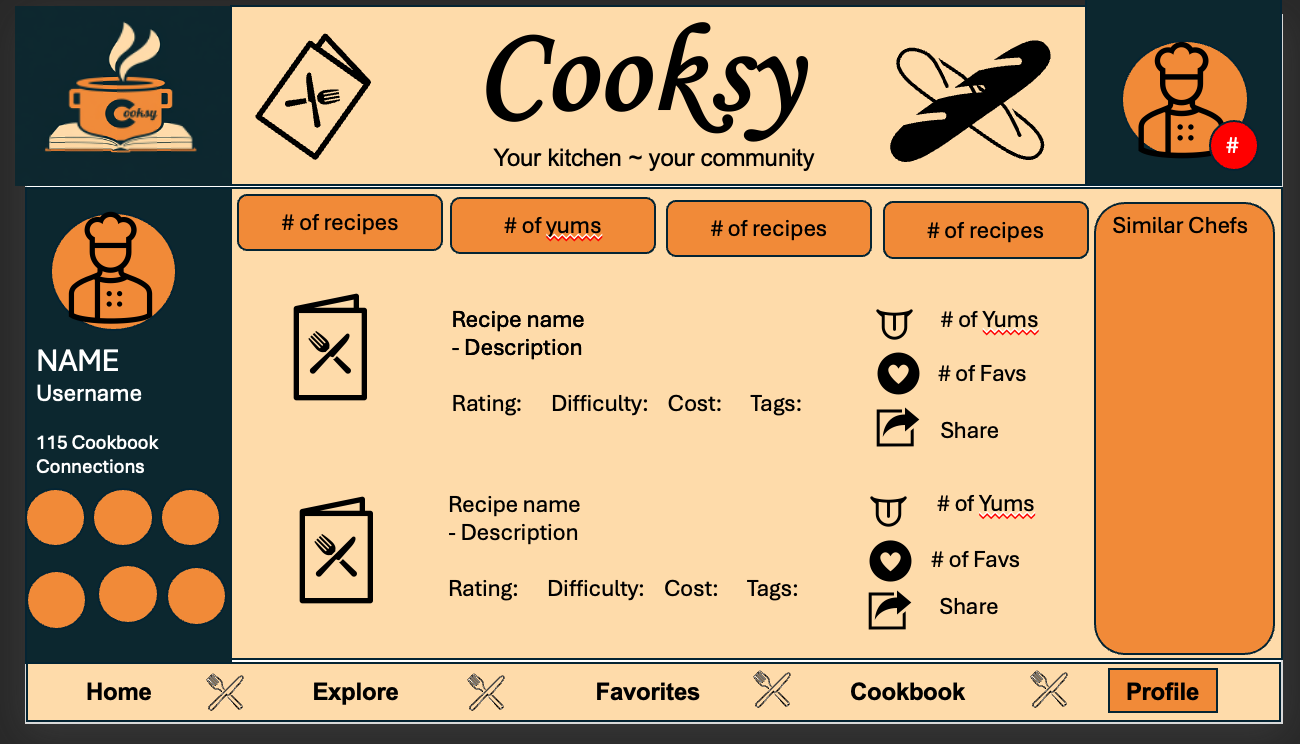 Cooksy
Cooksy
Your kitchen ~ your community
#
# of recipes
# of yums
# of recipes
# of recipes
Similar Chefs
NAME
Username
115 Cookbook
Connections
Recipe name
- Description
Rating: Difficulty: Cost: Tags:
# of Yums
# of Favs
Share
Recipe name
- Description
Rating: Difficulty: Cost: Tags:
# of Yums
# of Favs
Share
Home Explore Favorites Cookbook Profile